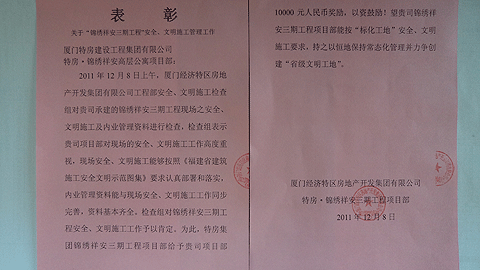 表 彰
关于“锦绣祥安三期工程”安全、文明施工管理工作
厦门特房建设工程集团有限公司
特房·锦绣祥安高层公寓项目部：
2011 年 12 月 8 日上午，厦门经济特区房地
产开发集团有限公司工程部安全、文明施工检查
组对贵司承建的锦绣祥安三期工程现场之安全、
文明施工及内业管理资料进行检查，检查组表示
贵司项目部对现场的安全、文明施工工作高度重
视，现场安全、文明施工能够按照《福建省建筑
施工安全文明示范图集》要求认真部署和落实，
内业管理资料能与现场安全、文明施工工作同步
完善，资料基本齐全。检查组对锦绣祥安三期工程
安全、文明施工工作予以肯定。为此，特房集
团锦绣祥安三期工程项目部给予贵司项目部
10000 元人民币奖励，以资鼓励！望贵司锦绣祥
安三期工程项目部能按“标化工地”安全、文明
施工要求，持之以恒地保持常态化管理并力争创
建“省级文明工地”。
厦门经济特区房地产开发集团有限公司
特房·锦绣祥安三期工程项目部
2011 年 12 月 8 日